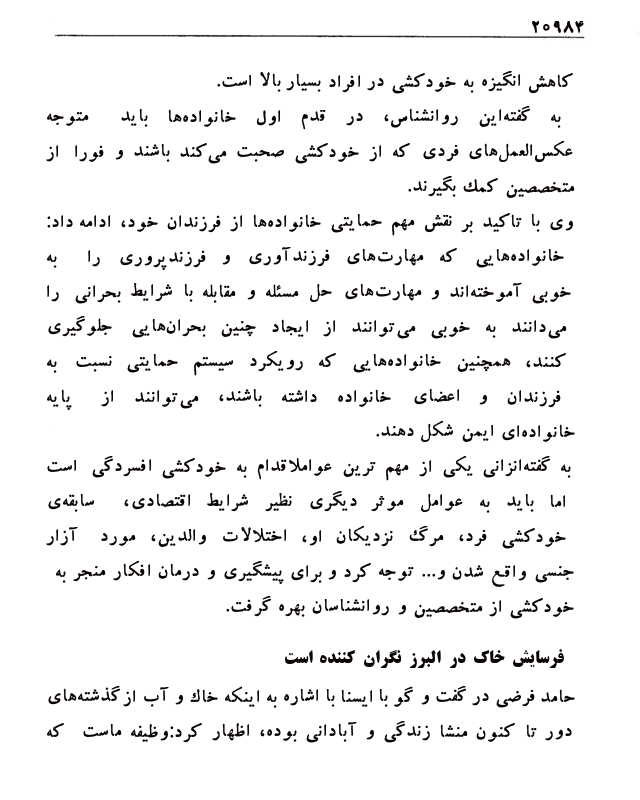 ۲۰۹۸۴
کاهش انگیزه به خودکشی در افراد بسیار بالا است.
به گفته‌این روانشناس، در قدم اول خانواده‌ها باید متوجه
عکس‌العمل‌های فردی که از خودکشی صحبت می‌کند باشند و فورا از
متخصصین کمك بگیرند.
وی با تاکید بر نقش مهم حمایتی خانواده‌ها از فرزندان خود، ادامه داد:
خانواده‌هایی که مهارت‌های فرزندآوری و فرزندپروری را به
خوبی آموخته‌اند و مهارت‌های حل مسئله و مقابله با شرایط بحرانی را
می‌دانند به خوبی می‌توانند از ایجاد چنین بحران‌هایی جلوگیری
کنند، همچنین خانواده‌هایی که رویکرد سیستم حمایتی نسبت به
فرزندان و اعضای خانواده داشته باشند، می‌توانند از پایه
خانواده‌ای ایمن شکل دهند.
به گفته‌انزانی یکی از مهم ترین عواملاقدام به خودکشی افسردگی است
اما باید به عوامل موثر دیگری نظیر شرایط اقتصادی، سابقه‌ی
خودکشی فرد، مرگ نزدیکان او، اختلالات والدین، مورد آزار
جنسی واقع شدن و... توجه کرد و برای پیشگیری و درمان افکار منجر به
خودکشی از متخصصین و روانشناسان بهره گرفت.
فرسایش خاک در البرز نگران کننده است
حامد فرضی در گفت و گو با ایسنا با اشاره به اینکه خاك و آب از گذشته‌های
دور تا کنون منشا زندگی و آبادانی بوده، اظهار کرد:وظیفه ماست که